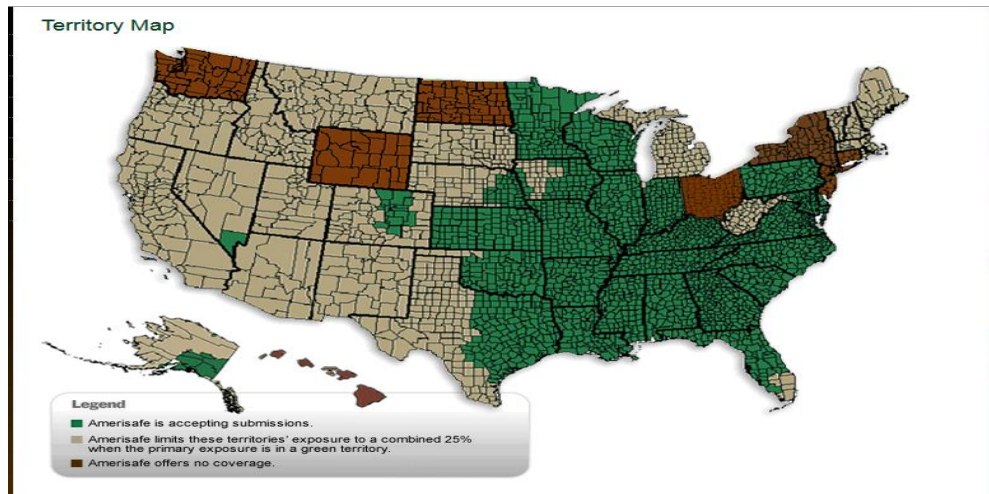 Territory Map
Legend
Amerisafe is accepting submissions.
Amerisafe limits these territories' exposure to a combined 25%
when the primary exposure is in a green territory.
Amerisafe offers no coverage.